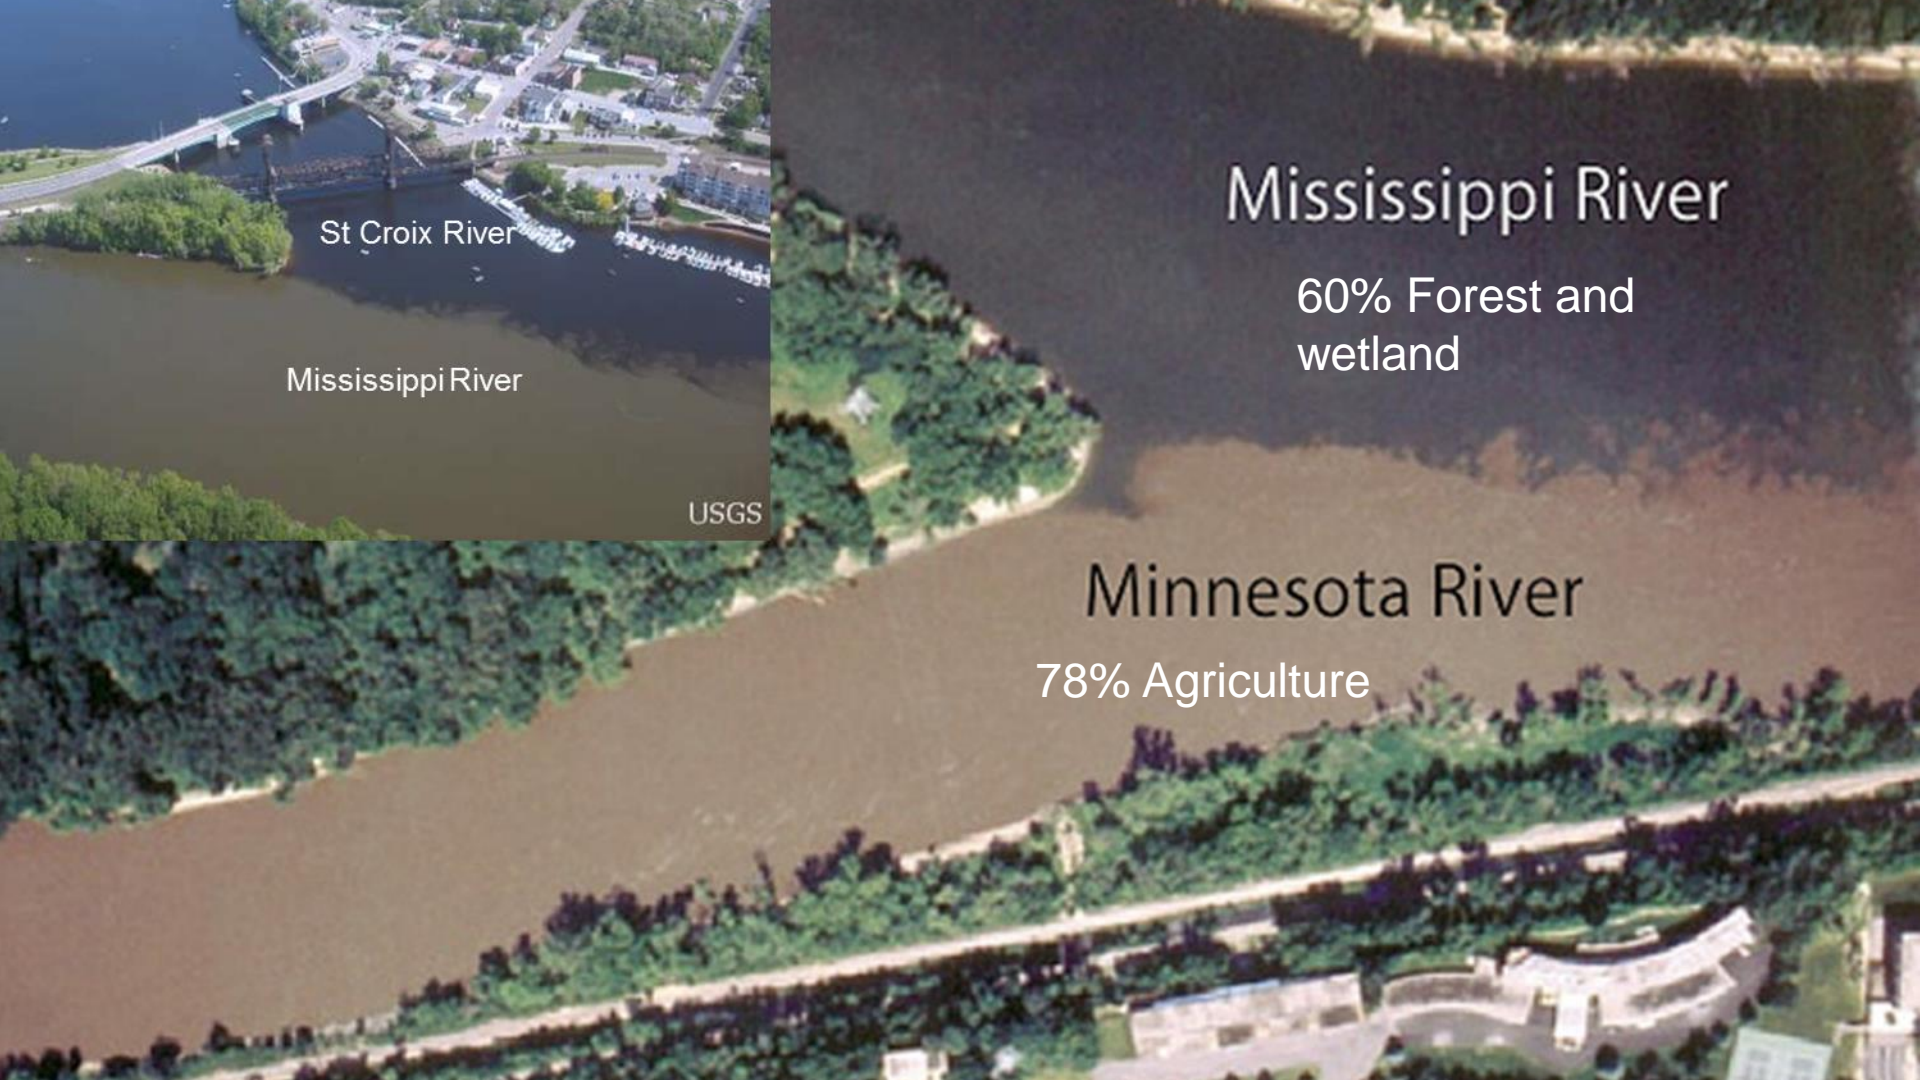 St Croix River
Mississippi River
USGS
Mississippi River
60% Forest and
wetland
Minnesota River
78% Agriculture